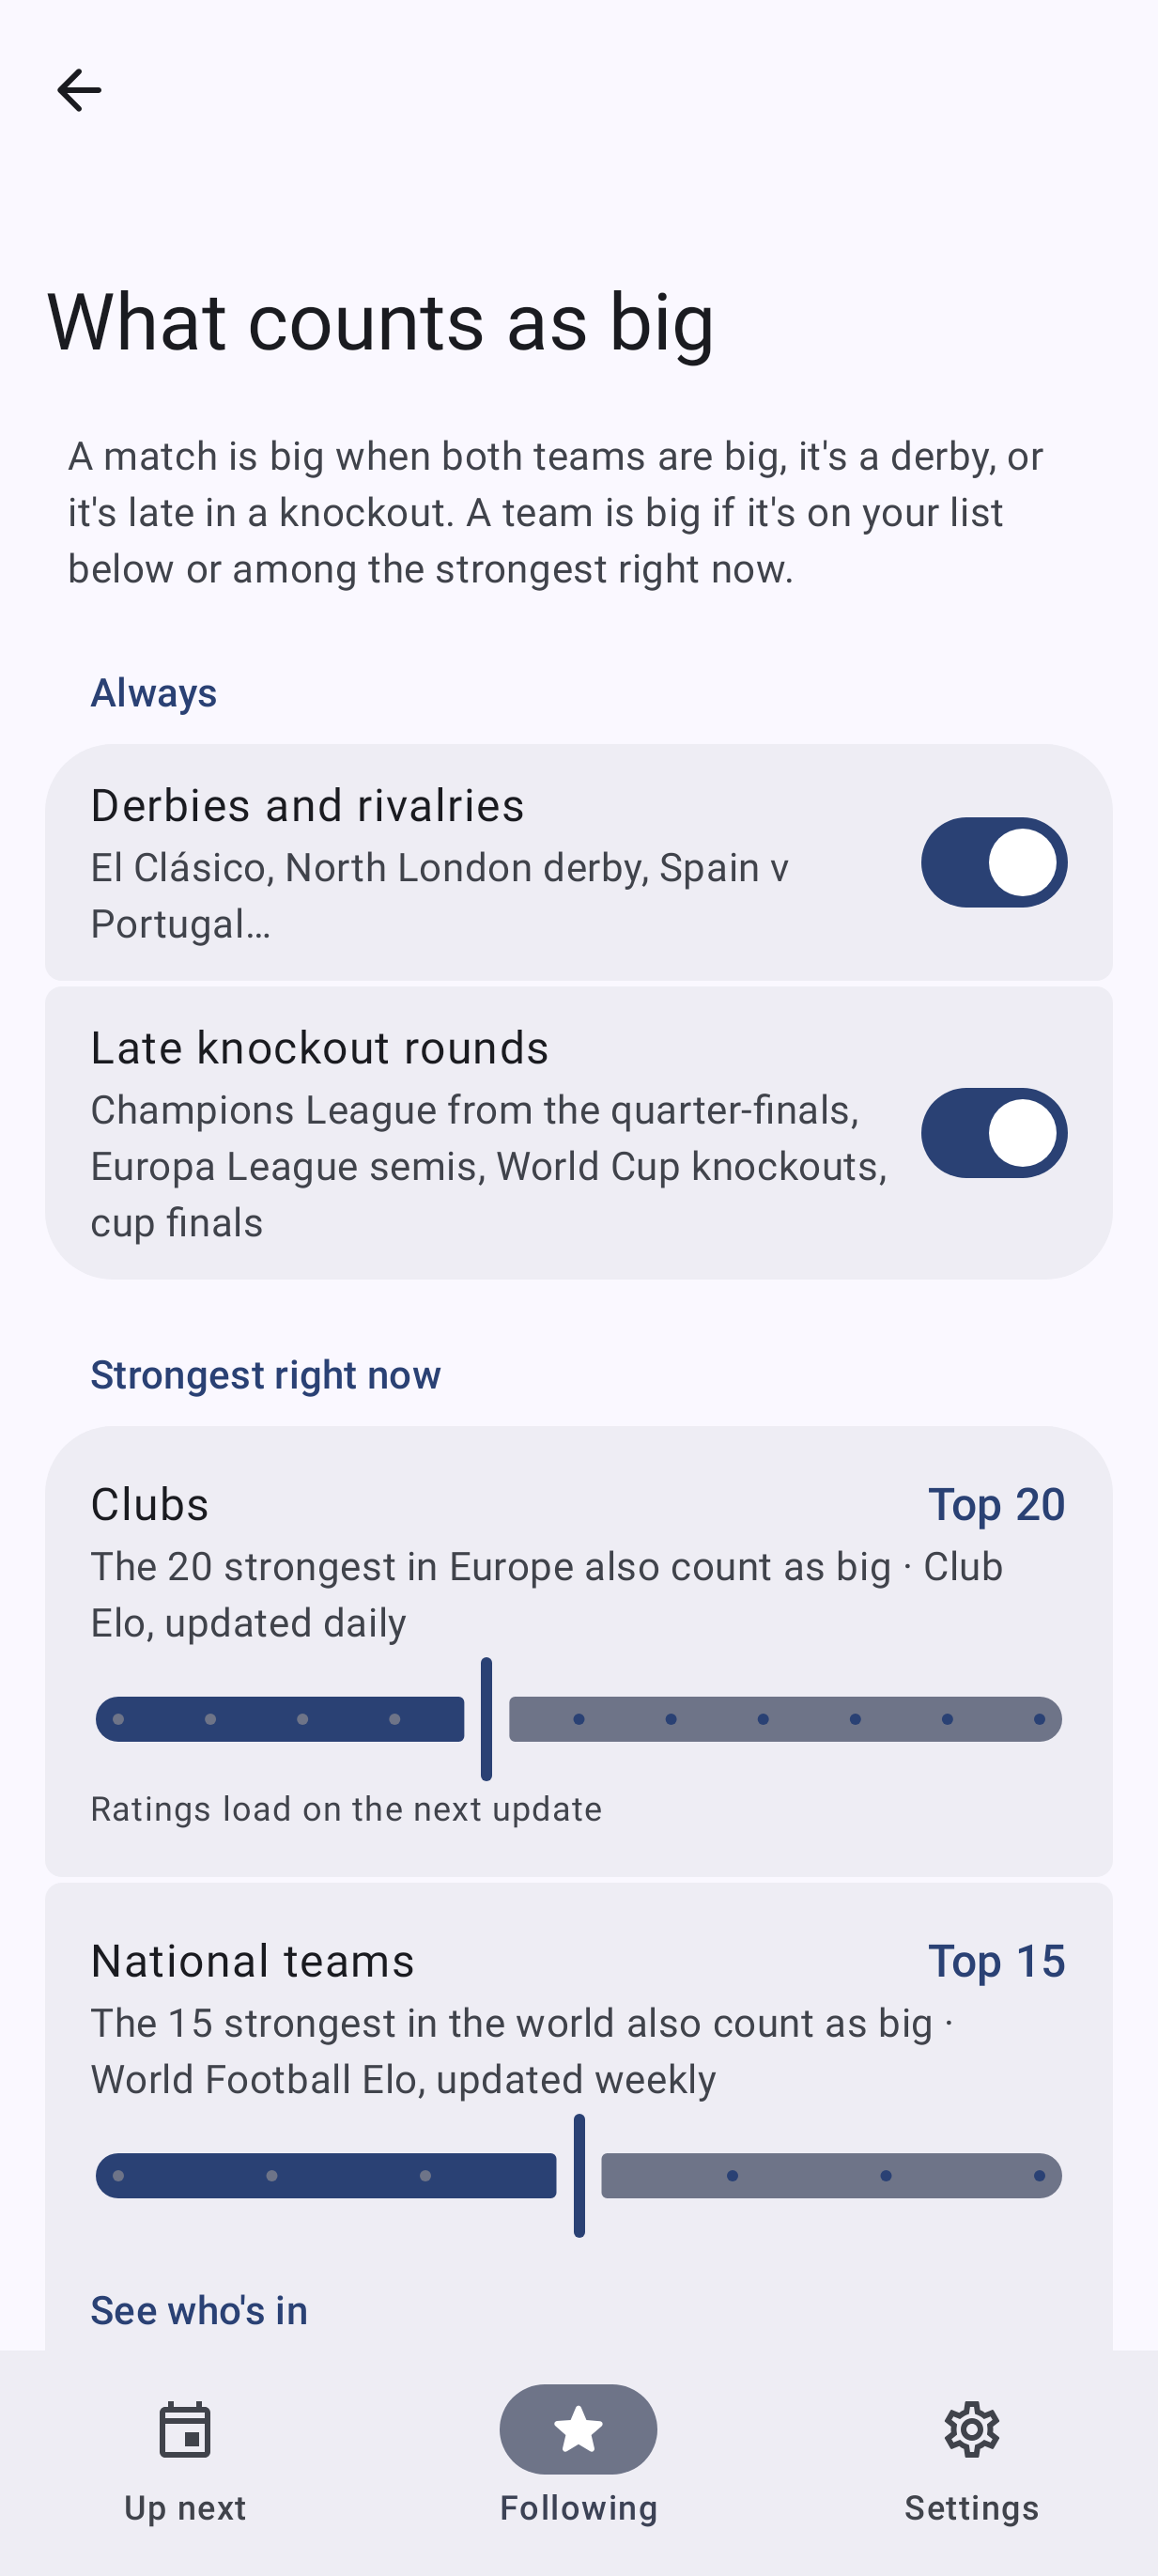 What counts as big
A match is big when both teams are big, it's a derby, or
it's late in a knockout. A team is big if it's on your list
below or among the strongest right now.
Always
Derbies and rivalries
El Clásico, North London derby, Spain v
Portugal…
Late knockout rounds
Champions League from the quarter-finals,
Europa League semis, World Cup knockouts,
cup finals
Strongest right now
Clubs
Top 20
The 20 strongest in Europe also count as big · Club
Elo, updated daily
Ratings load on the next update
National teams
Top 15
The 15 strongest in the world also count as big ·
World Football Elo, updated weekly
See who's in
Up next
Following
Settings